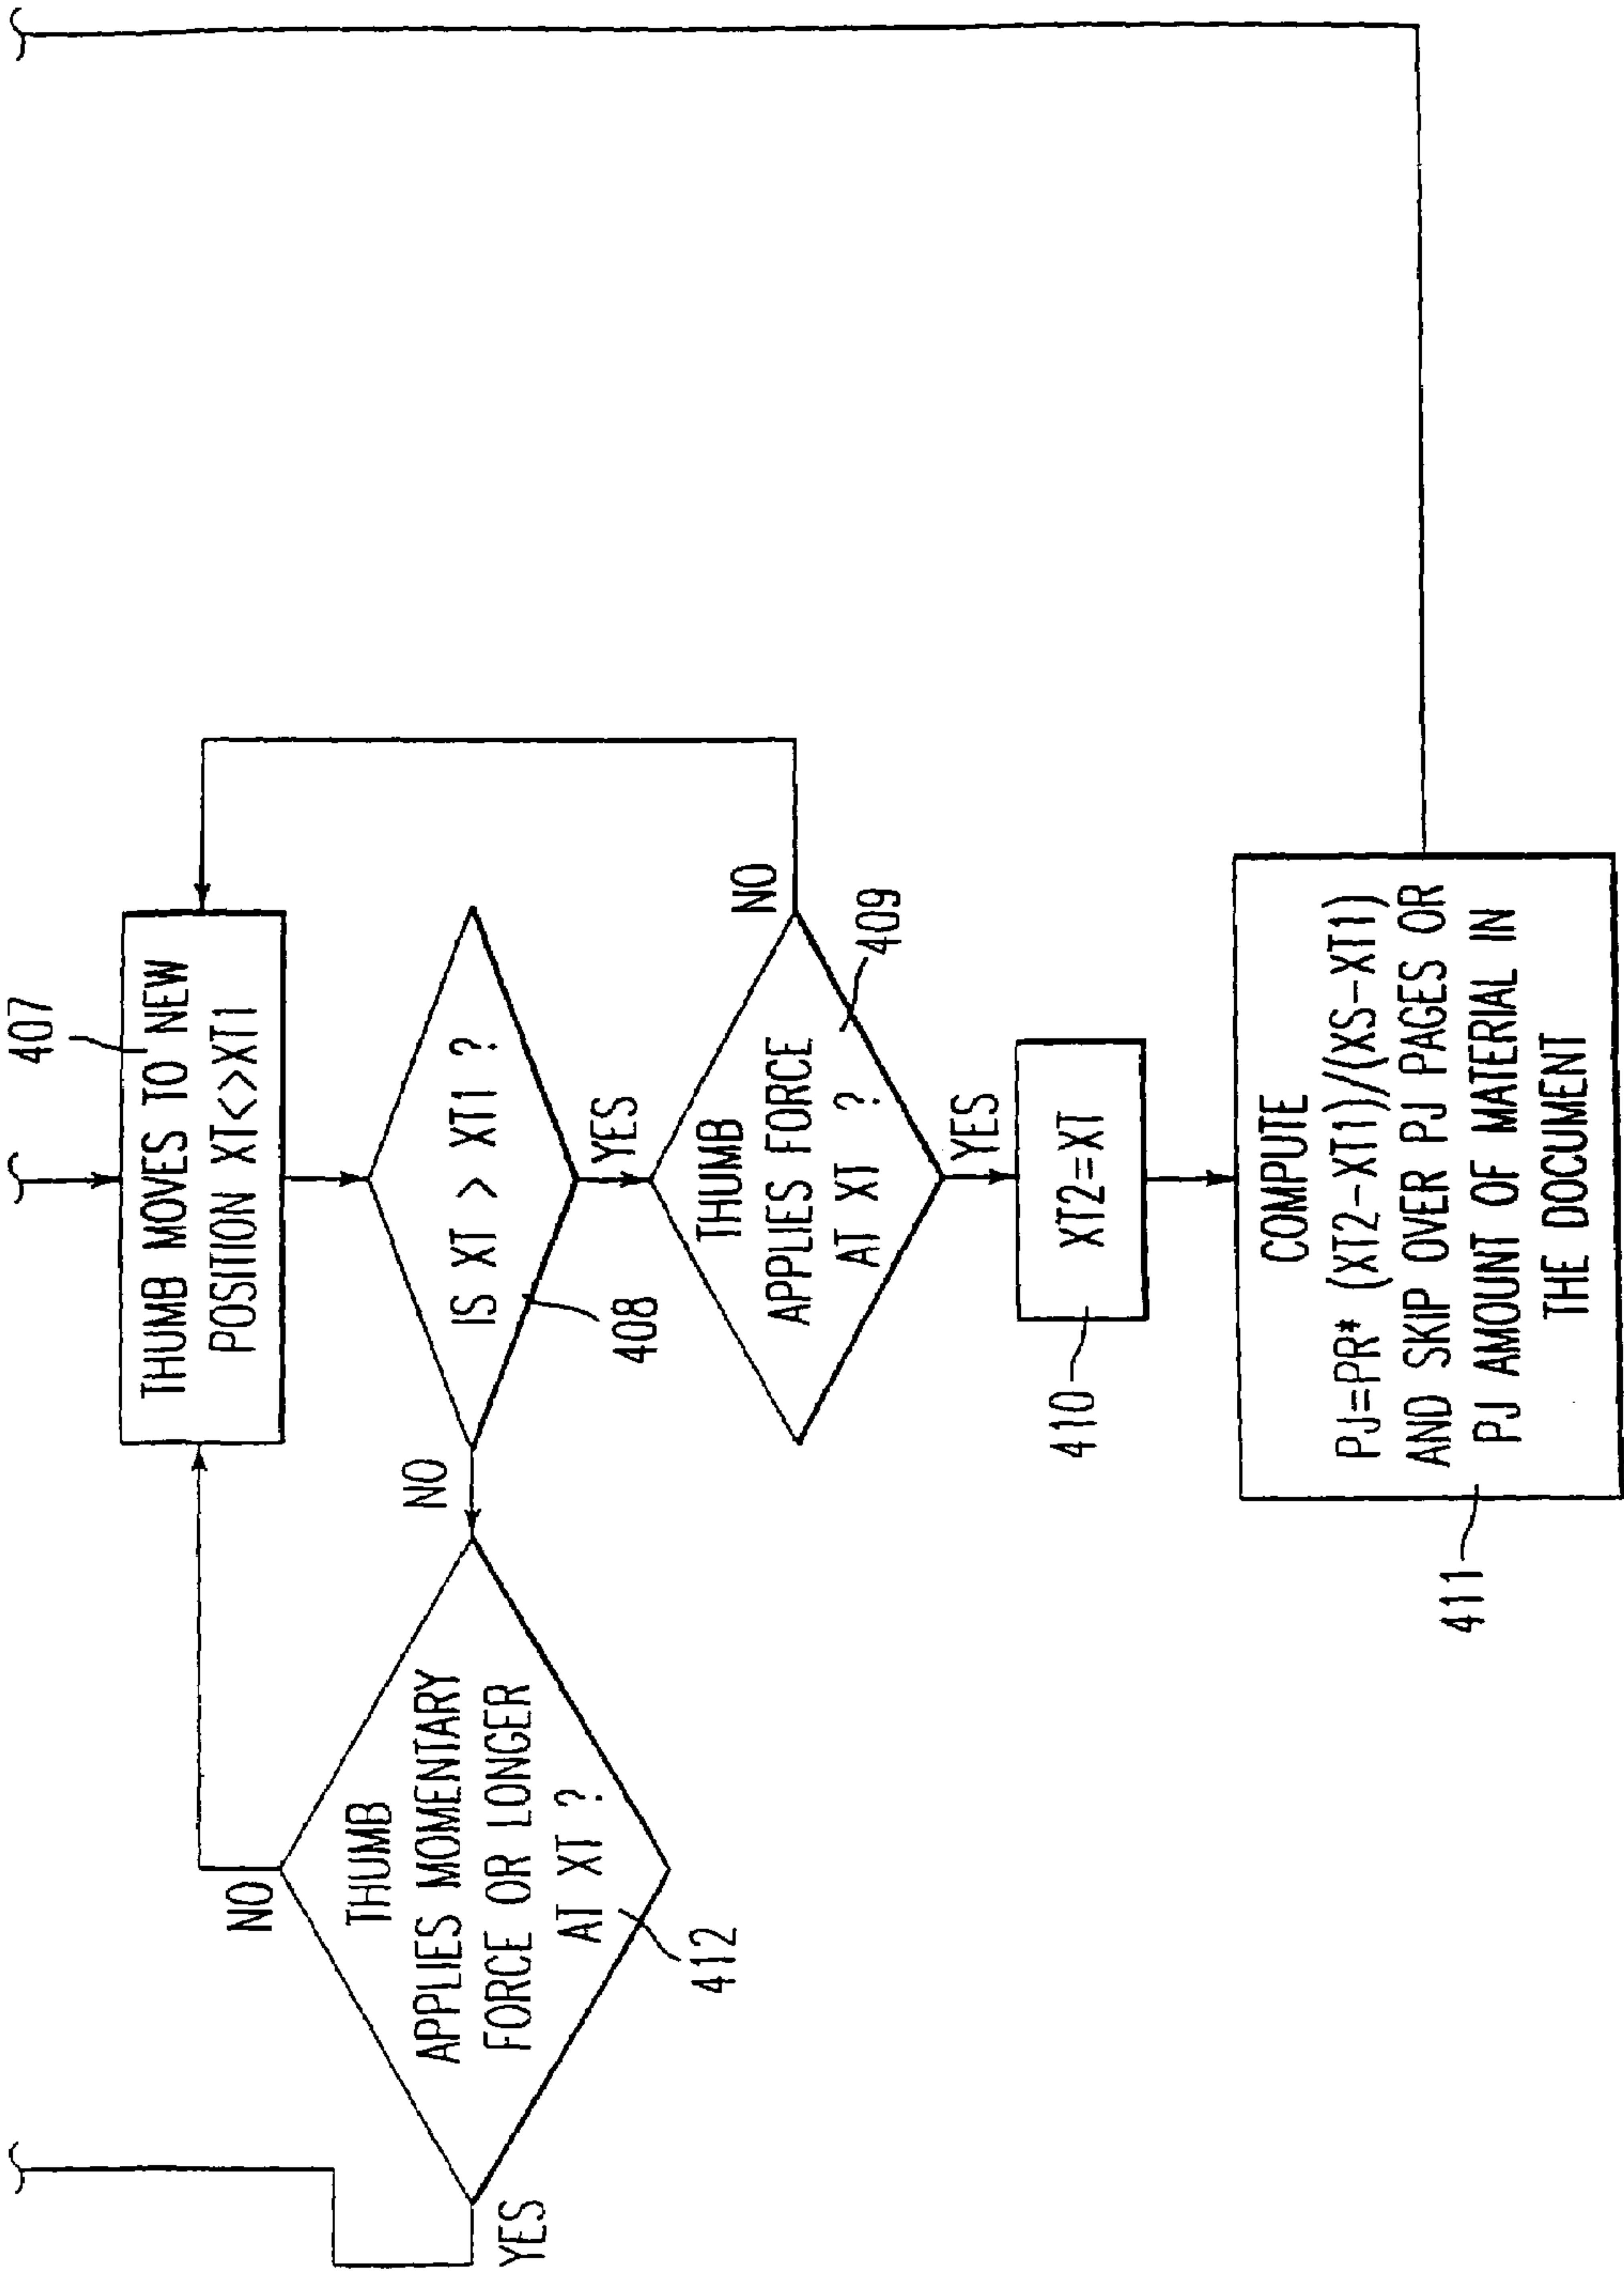 407
THUMB MOVES TO NEW
POSITION XT<>XT1
IS XT > XT1 ?
408
NO
YES
THUMB
APPLIES MOMENTARY
FORCE OR LONGER
AT XT ?
412
NO
YES
THUMB
APPLIES FORCE
AT XT ?
409
NO
YES
410
XT2=XT
COMPUTE
PJ=PR* (XT2-XT1)/(XS-XT1)
AND SKIP OVER PJ PAGES OR
PJ AMOUNT OF MATERIAL IN
THE DOCUMENT
411